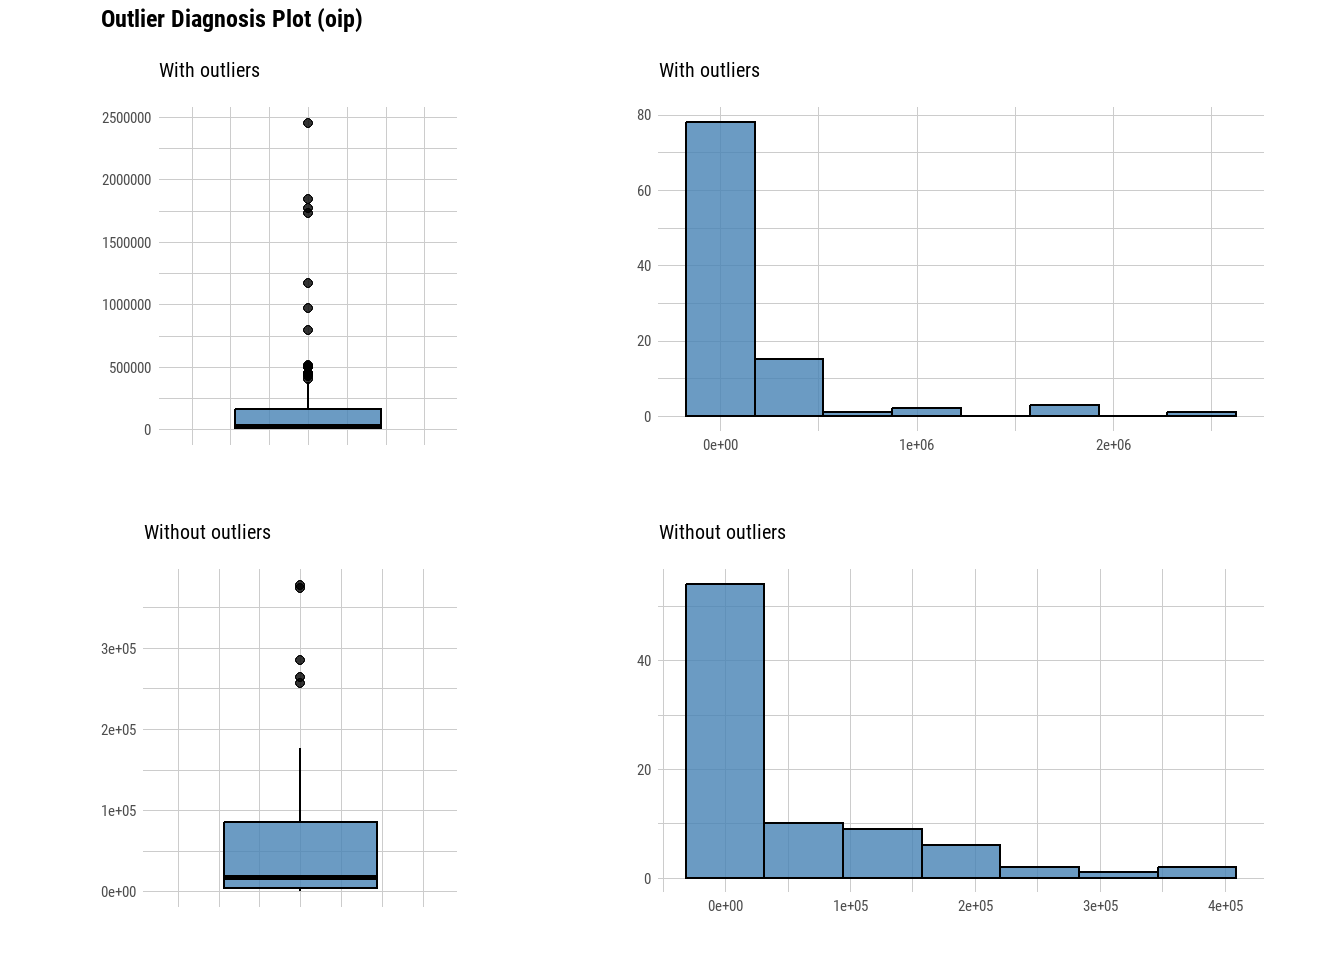 Outlier Diagnosis Plot (oip)
With outliers
2500000
2000000
1500000
1000000
500000
0
With outliers
80
60
40
20
0
0e+00 1e+06 2e+06
Without outliers
3e+05
2e+05
1e+05
0e+00
Without outliers
40
20
0
0e+00 1e+05 2e+05 3e+05 4e+05